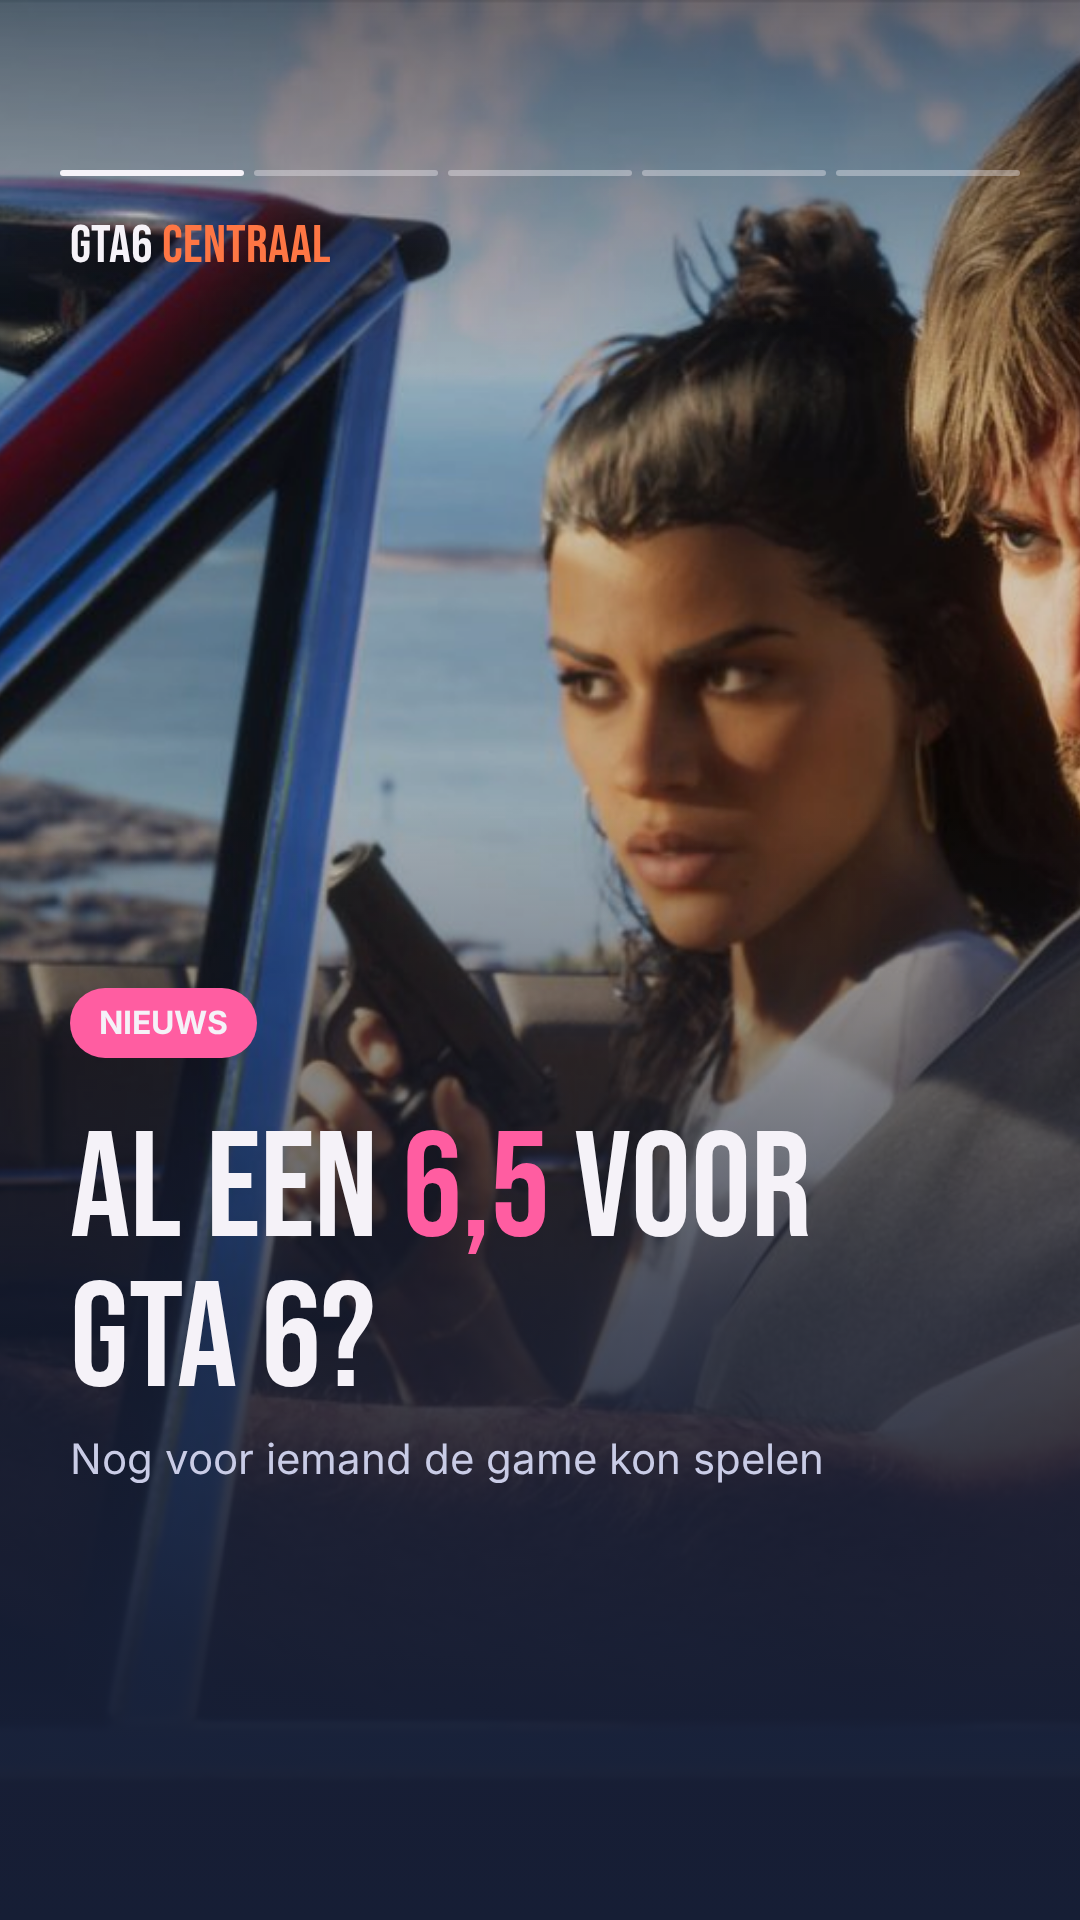 GTA6 CENTRAAL
NIEUWS
AL EEN 6,5 VOOR
GTA 6?
Nog voor iemand de game kon spelen